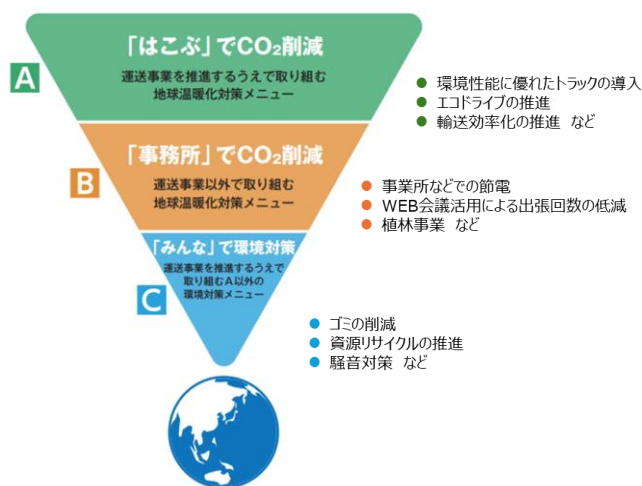 「はこぶ」でCO₂削減
A
運送事業を推進するうえで取り組む
地球温暖化対策メニュー
● 環境性能に優れたトラックの導入
● エコドライブの推進
● 輸送効率化の推進 など
「事務所」でCO₂削減
B
運送事業以外で取り組む
地球温暖化対策メニュー
● 事業所などでの節電
● WEB会議活用による出張回数の低減
● 植林事業 など
「みんな」で環境対策
運送事業を推進するうえで
取り組むA以外の
環境対策メニュー
C
● ゴミの削減
● 資源リサイクルの推進
● 騒音対策 など